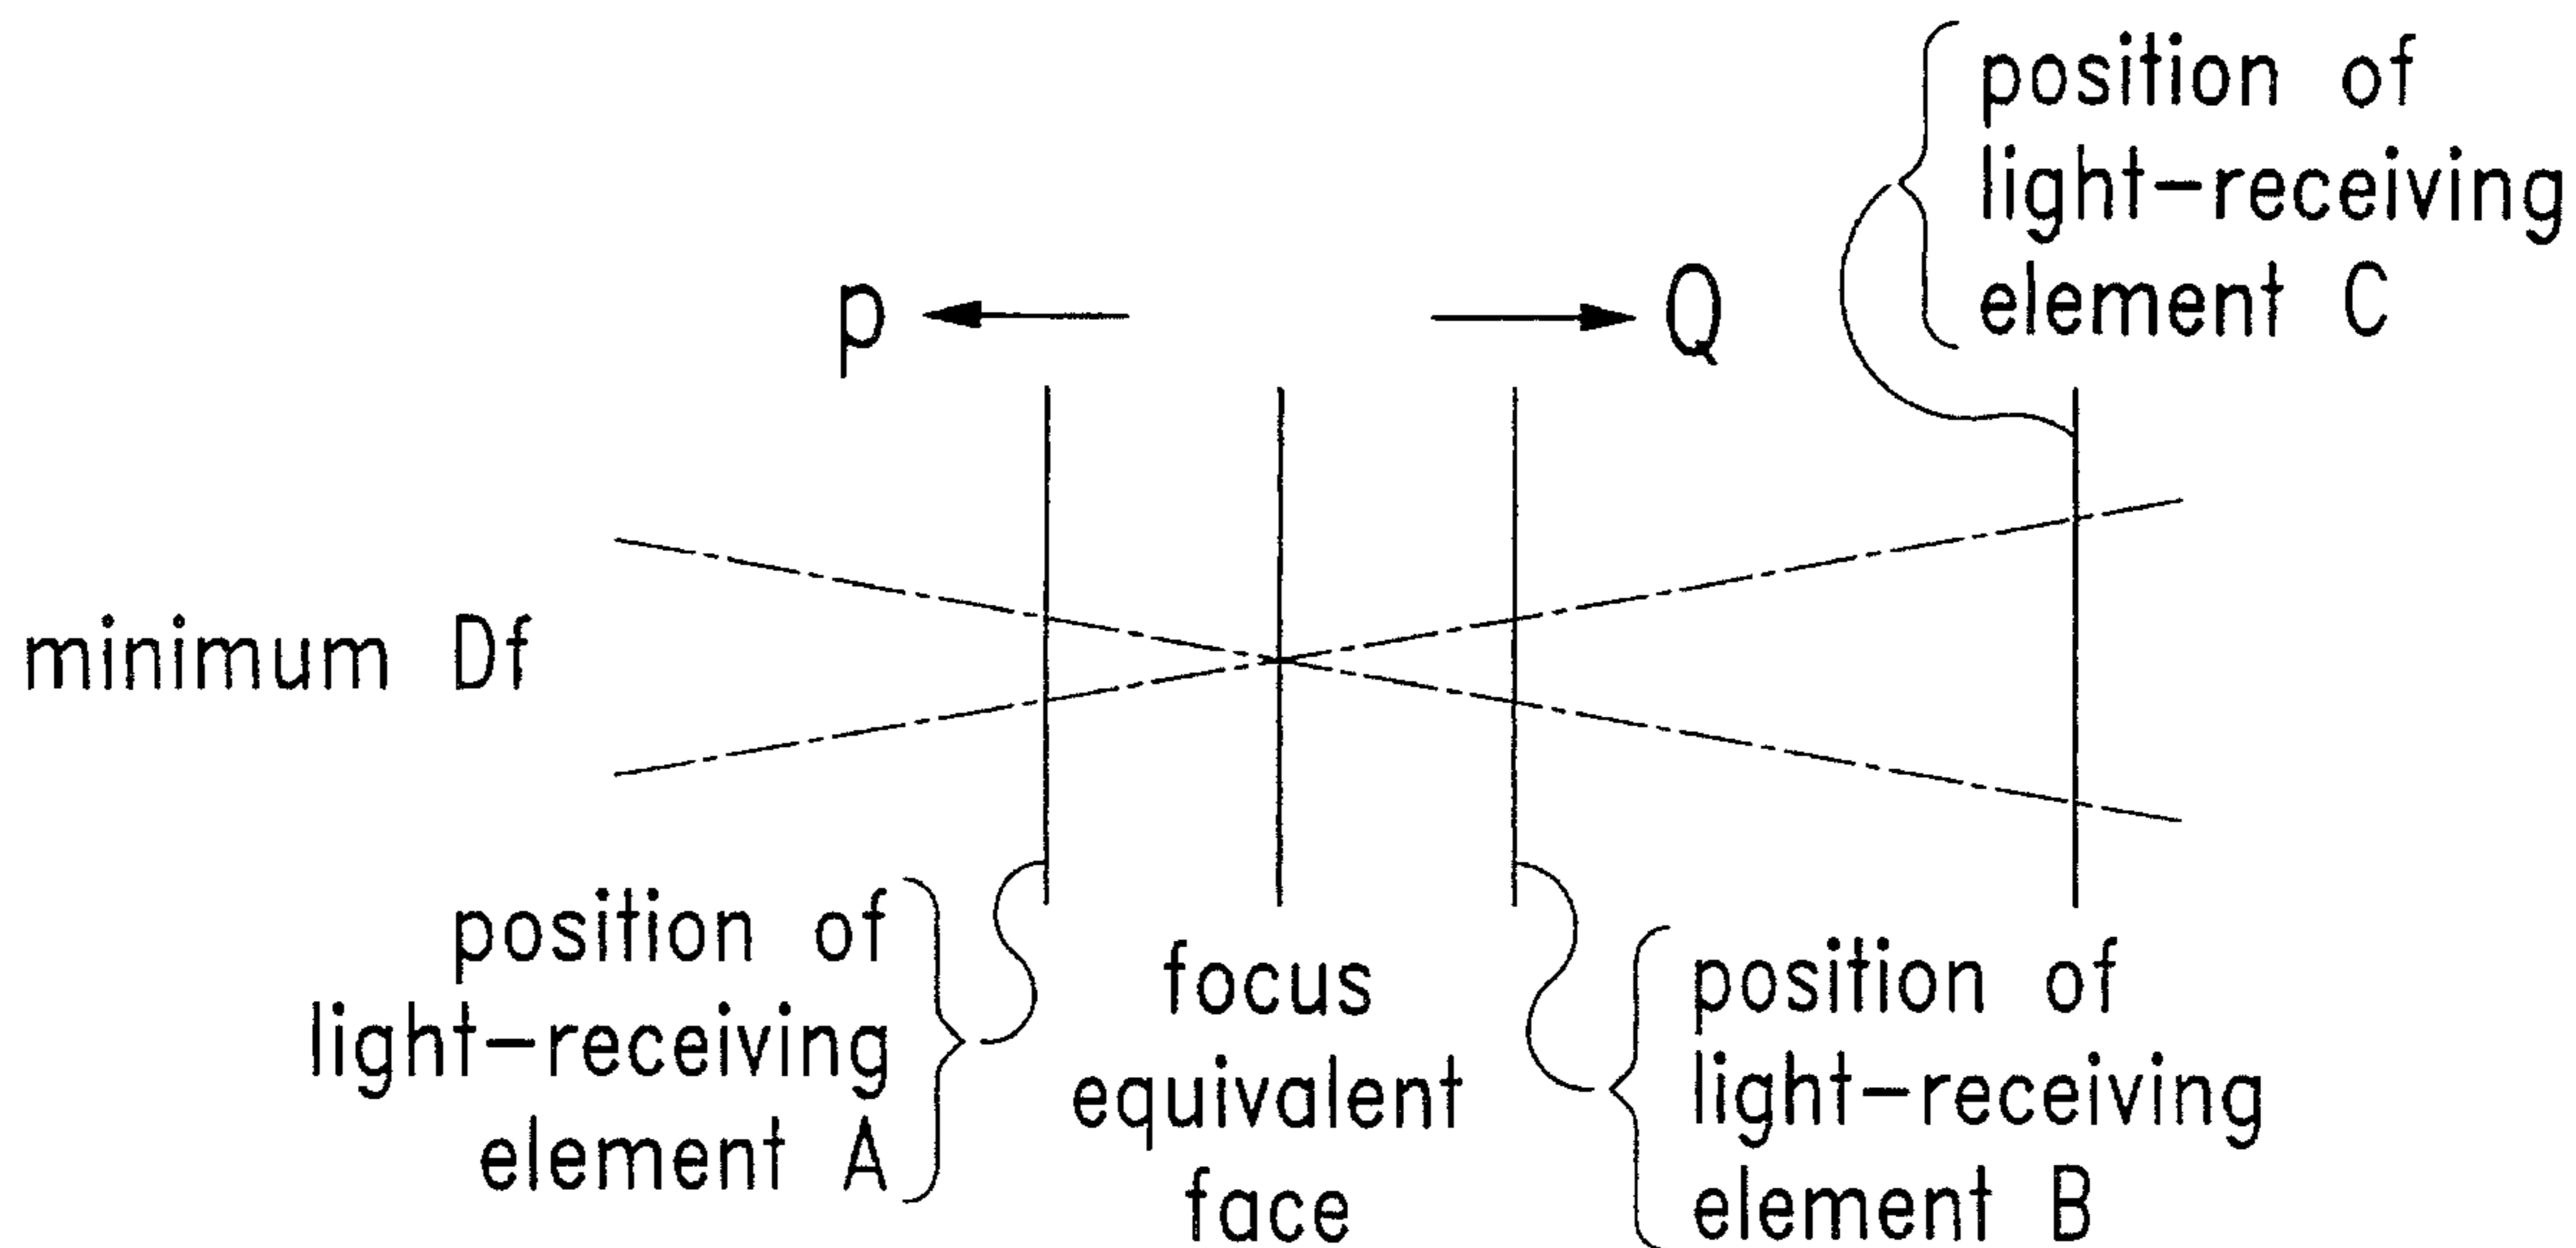 position of
light-receiving
element C
p
Q
minimum Df
position of
light-receiving
element A
focus
equivalent
face
position of
light-receiving
element B